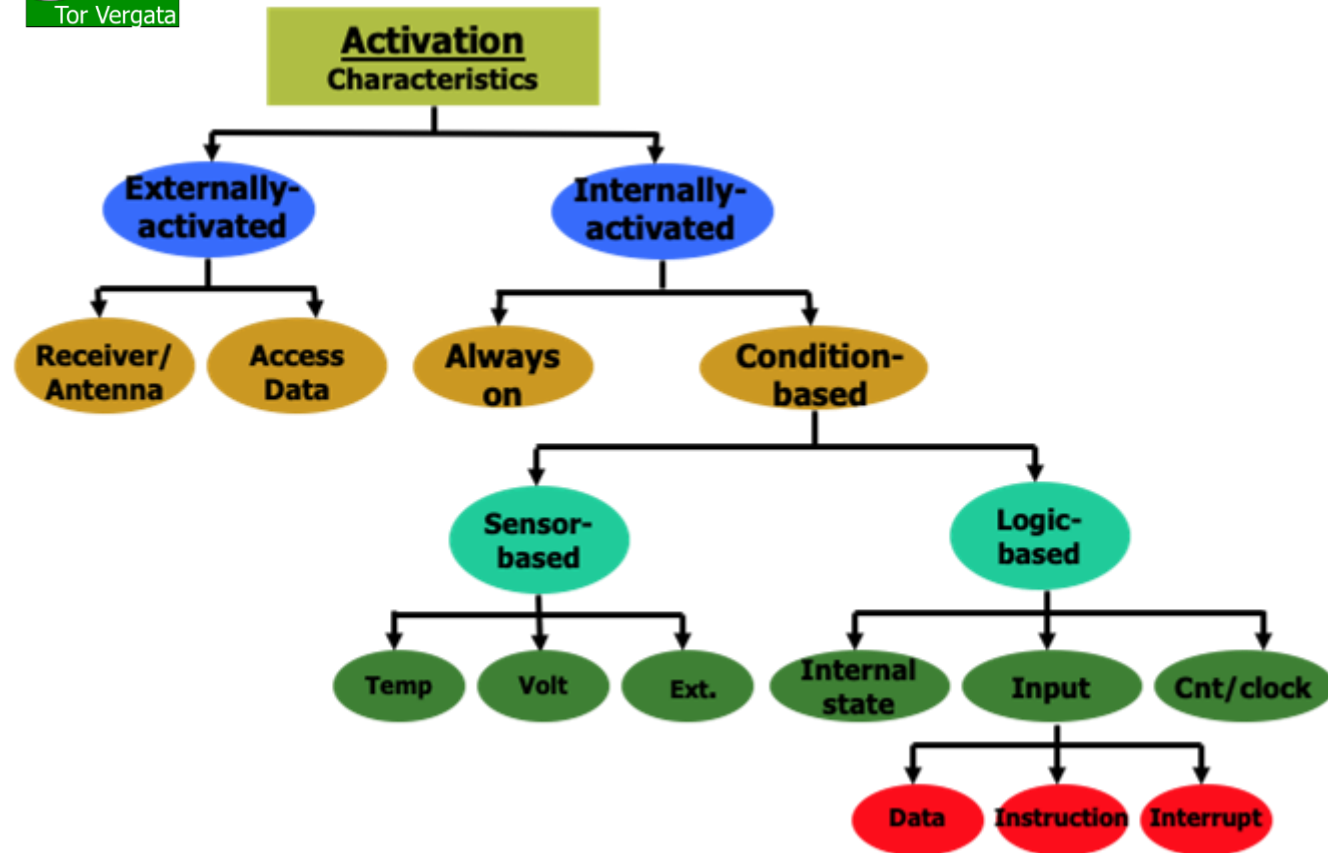 Tor Vergata
Activation
Characteristics
Externally-
activated
Internally-
activated
Receiver/
Antenna
Access
Data
Always
on
Condition-
based
Sensor-
based
Logic-
based
Temp
Volt
Ext.
Internal
state
Input
Cnt/clock
Data
Instruction
Interrupt